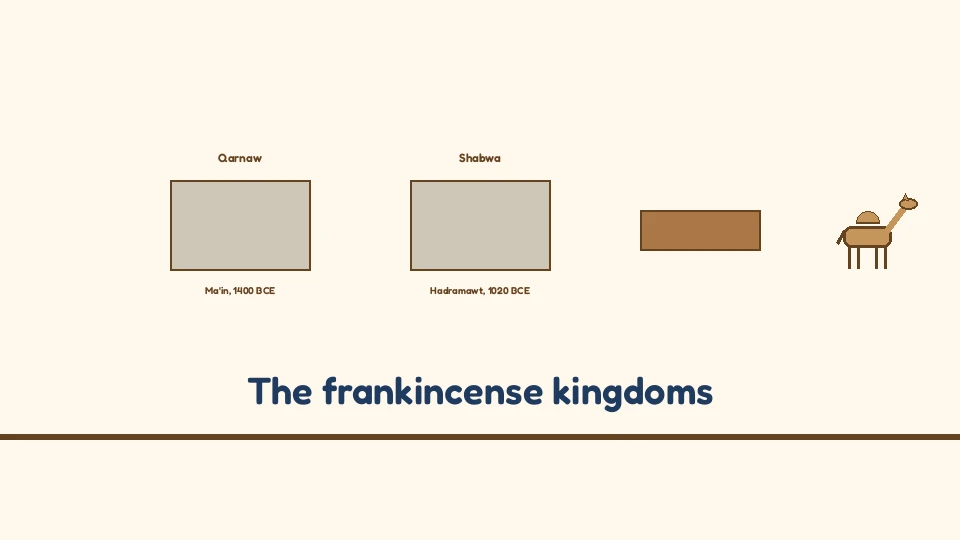 Qarnaw
Shabwa
Ma'in, 1400 BCE
Hadramawt, 1020 BCE
The frankincense kingdoms